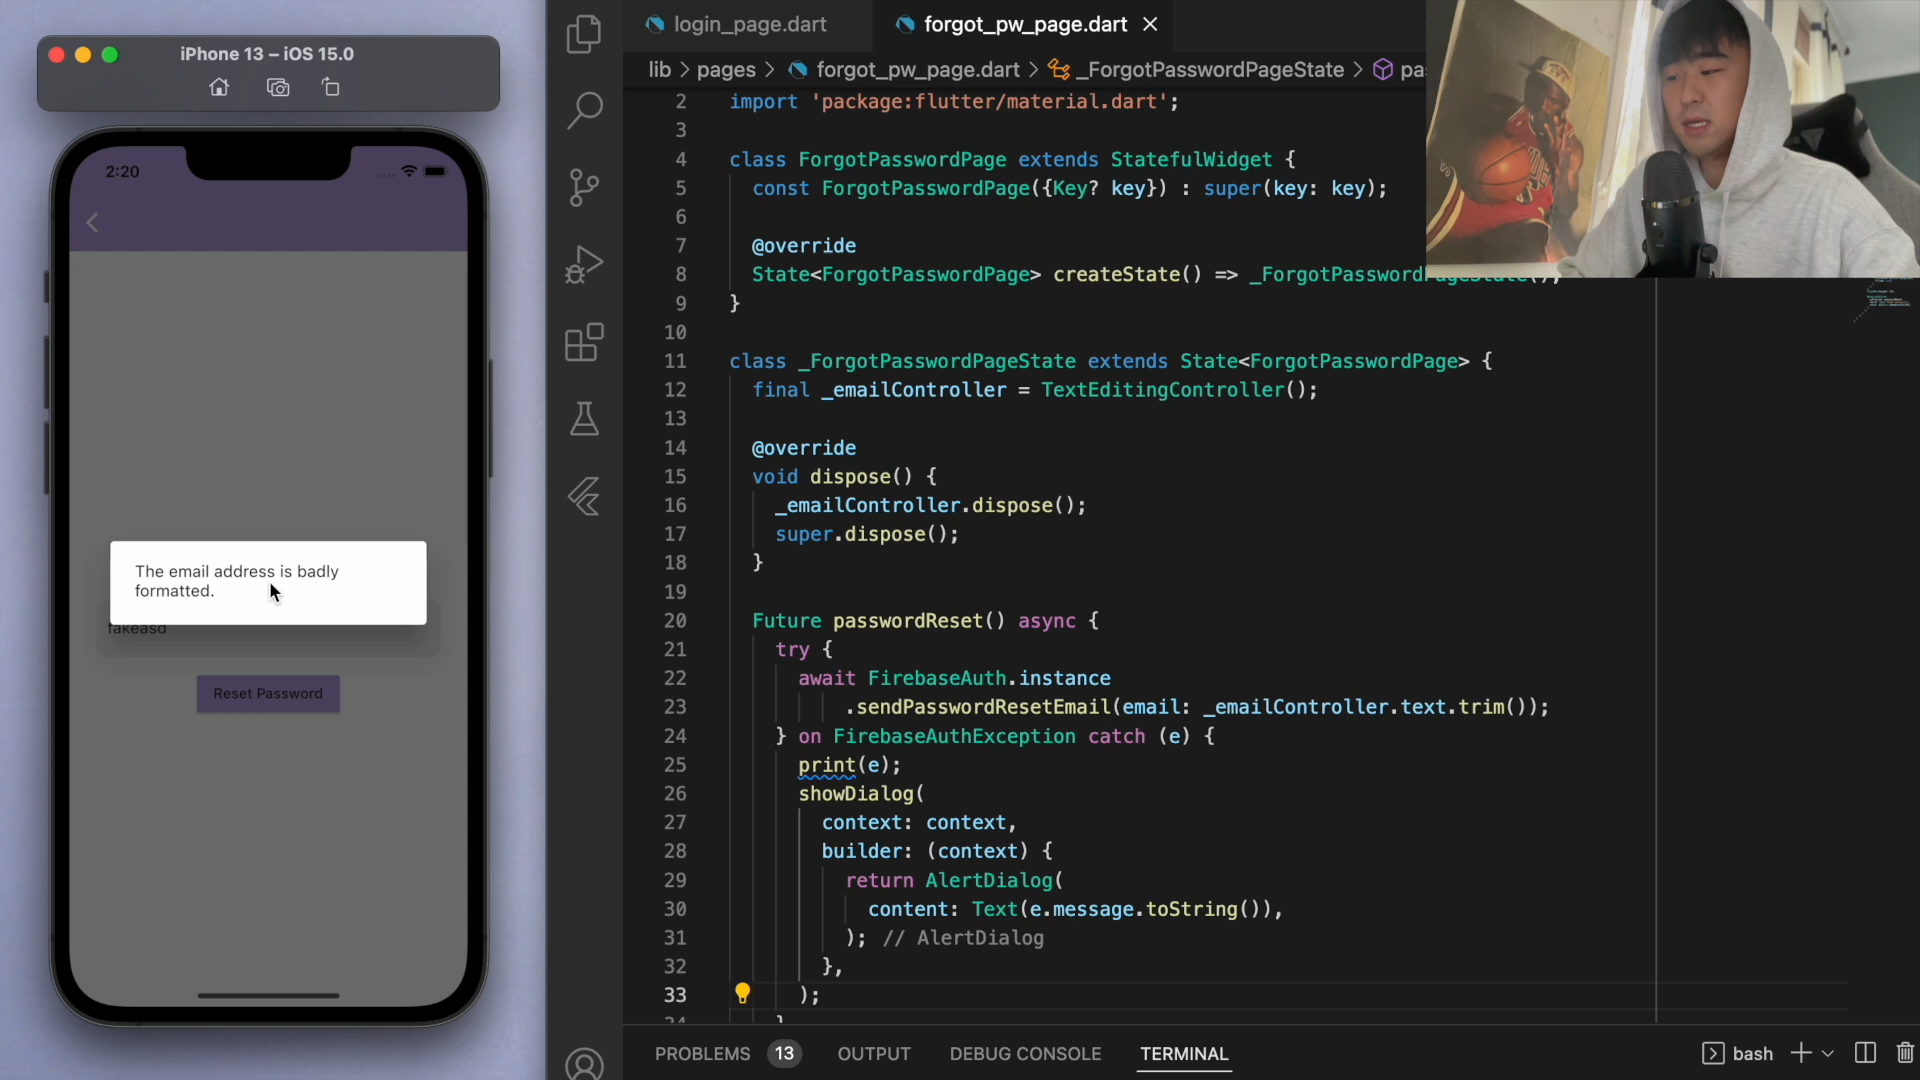 iPhone 13 – iOS 15.0
2:20
The email address is badly
formatted.
fakeasd
Reset Password
login_page.dart
forgot_pw_page.dart
lib > pages > forgot_pw_page.dart > _ForgotPasswordPageState > pa
2 import 'package:flutter/material.dart';
3
4 class ForgotPasswordPage extends StatefulWidget {
5 const ForgotPasswordPage({Key? key}) : super(key: key);
6
7 @override
8 State<ForgotPasswordPage> createState() => _ForgotPasswordPageState();
9 }
10
11 class _ForgotPasswordPageState extends State<ForgotPasswordPage> {
12 final _emailController = TextEditingController();
13
14 @override
15 void dispose() {
16 _emailController.dispose();
17 super.dispose();
18 }
19
20 Future passwordReset() async {
21 try {
22 await FirebaseAuth.instance
23 .sendPasswordResetEmail(email: _emailController.text.trim());
24 } on FirebaseAuthException catch (e) {
25 print(e);
26 showDialog(
27 context: context,
28 builder: (context) {
29 return AlertDialog(
30 content: Text(e.message.toString()),
31 ); // AlertDialog
32 },
33 );
34 }
PROBLEMS 13 OUTPUT DEBUG CONSOLE TERMINAL
bash